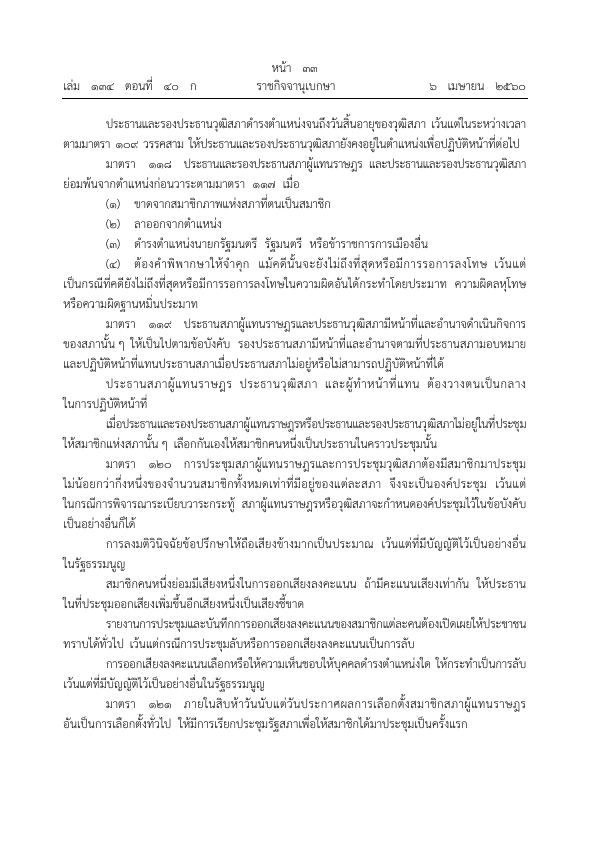 หน้า ๓๓
เล่ม ๑๓๔ ตอนที่ ๔๐ ก ราชกิจจานุเบกษา ๖ เมษายน ๒๕๖๐
ประธานและรองประธานวุฒิสภาดำรงตำแหน่งจนถึงวันสิ้นอายุของวุฒิสภา เว้นแต่ในระหว่างเวลา
ตามมาตรา ๑๐๙ วรรคสาม ให้ประธานและรองประธานวุฒิสภายังคงอยู่ในตำแหน่งเพื่อปฏิบัติหน้าที่ต่อไป
มาตรา ๑๑๘ ประธานและรองประธานสภาผู้แทนราษฎร และประธานและรองประธานวุฒิสภา
ย่อมพ้นจากตำแหน่งก่อนวาระตามมาตรา ๑๑๗ เมื่อ
(๑) ขาดจากสมาชิกภาพแห่งสภาที่ตนเป็นสมาชิก
(๒) ลาออกจากตำแหน่ง
(๓) ดำรงตำแหน่งนายกรัฐมนตรี รัฐมนตรี หรือข้าราชการการเมืองอื่น
(๔) ต้องคำพิพากษาให้จำคุก แม้คดีนั้นจะยังไม่ถึงที่สุดหรือมีการรอการลงโทษ เว้นแต่
เป็นกรณีที่คดียังไม่ถึงที่สุดหรือมีการรอการลงโทษในความผิดอันได้กระทำโดยประมาท ความผิดลหุโทษ
หรือความผิดฐานหมิ่นประมาท
มาตรา ๑๑๙ ประธานสภาผู้แทนราษฎรและประธานวุฒิสภามีหน้าที่และอำนาจดำเนินกิจการ
ของสภานั้น ๆ ให้เป็นไปตามข้อบังคับ รองประธานสภามีหน้าที่และอำนาจตามที่ประธานสภามอบหมาย
และปฏิบัติหน้าที่แทนประธานสภาเมื่อประธานสภาไม่อยู่หรือไม่สามารถปฏิบัติหน้าที่ได้
ประธานสภาผู้แทนราษฎร ประธานวุฒิสภา และผู้ทำหน้าที่แทน ต้องวางตนเป็นกลาง
ในการปฏิบัติหน้าที่
เมื่อประธานและรองประธานสภาผู้แทนราษฎรหรือประธานและรองประธานวุฒิสภาไม่อยู่ในที่ประชุม
ให้สมาชิกแห่งสภานั้น ๆ เลือกกันเองให้สมาชิกคนหนึ่งเป็นประธานในคราวประชุมนั้น
มาตรา ๑๒๐ การประชุมสภาผู้แทนราษฎรและการประชุมวุฒิสภาต้องมีสมาชิกมาประชุม
ไม่น้อยกว่ากึ่งหนึ่งของจำนวนสมาชิกทั้งหมดเท่าที่มีอยู่ของแต่ละสภา จึงจะเป็นองค์ประชุม เว้นแต่
ในกรณีการพิจารณาระเบียบวาระกระทู้ สภาผู้แทนราษฎรหรือวุฒิสภาจะกำหนดองค์ประชุมไว้ในข้อบังคับ
เป็นอย่างอื่นก็ได้
การลงมติวินิจฉัยข้อปรึกษาให้ถือเสียงข้างมากเป็นประมาณ เว้นแต่ที่มีบัญญัติไว้เป็นอย่างอื่น
ในรัฐธรรมนูญ
สมาชิกคนหนึ่งย่อมมีเสียงหนึ่งในการออกเสียงลงคะแนน ถ้ามีคะแนนเสียงเท่ากัน ให้ประธาน
ในที่ประชุมออกเสียงเพิ่มขึ้นอีกเสียงหนึ่งเป็นเสียงชี้ขาด
รายงานการประชุมและบันทึกการออกเสียงลงคะแนนของสมาชิกแต่ละคนต้องเปิดเผยให้ประชาชน
ทราบได้ทั่วไป เว้นแต่กรณีการประชุมลับหรือการออกเสียงลงคะแนนเป็นการลับ
การออกเสียงลงคะแนนเลือกหรือให้ความเห็นชอบให้บุคคลดำรงตำแหน่งใด ให้กระทำเป็นการลับ
เว้นแต่ที่มีบัญญัติไว้เป็นอย่างอื่นในรัฐธรรมนูญ
มาตรา ๑๒๑ ภายในสิบห้าวันนับแต่วันประกาศผลการเลือกตั้งสมาชิกสภาผู้แทนราษฎร
อันเป็นการเลือกตั้งทั่วไป ให้มีการเรียกประชุมรัฐสภาเพื่อให้สมาชิกได้มาประชุมเป็นครั้งแรก